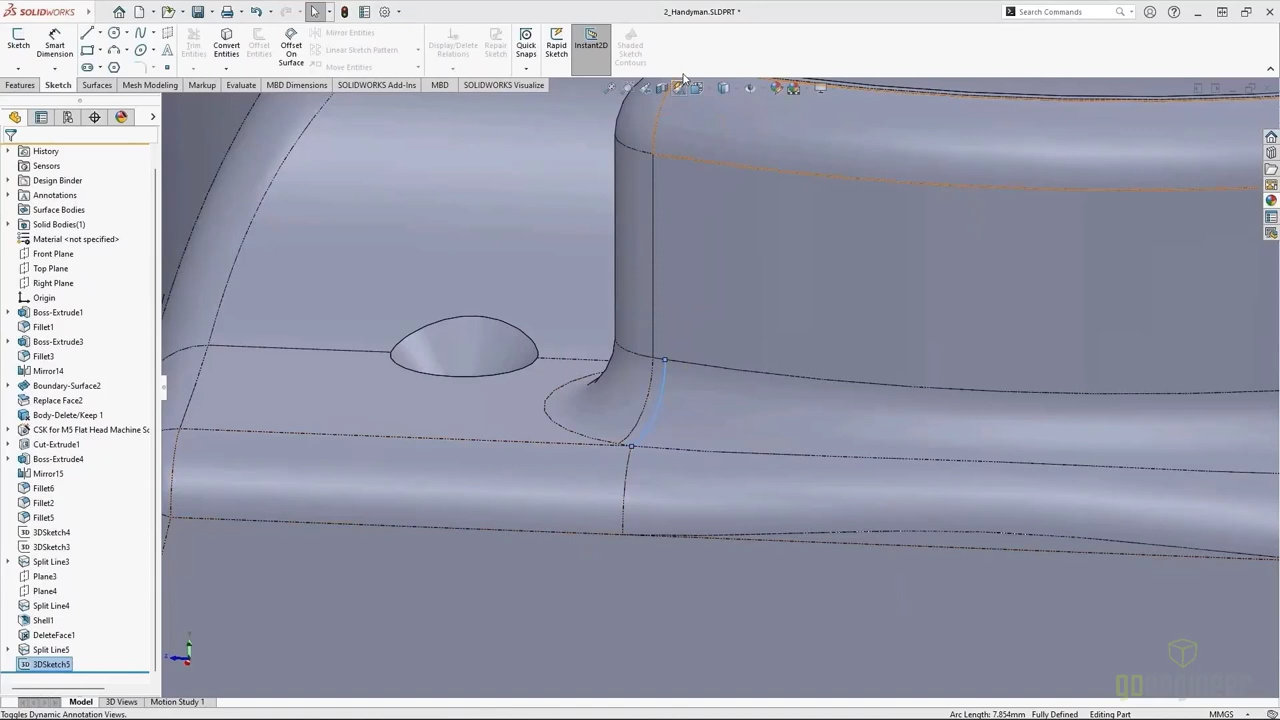 SOLIDWORKS
2_Handyman.SLDPRT *
Search Commands
Sketch
Smart
Dimension
Trim
Entities
Convert
Entities
Offset
Entities
Offset
On
Surface
Mirror Entities
Linear Sketch Pattern
Move Entities
Display/Delete
Relations
Repair
Sketch
Quick
Snaps
Rapid
Sketch
Instant2D
Shaded
Sketch
Contours
Features
Sketch
Surfaces
Mesh Modeling
Markup
Evaluate
MBD Dimensions
SOLIDWORKS Add-Ins
MBD
SOLIDWORKS Visualize
History
Sensors
Design Binder
Annotations
Surface Bodies
Solid Bodies(1)
Material <not specified>
Front Plane
Top Plane
Right Plane
Origin
Boss-Extrude1
Fillet1
Boss-Extrude3
Fillet3
Mirror14
Boundary-Surface2
Replace Face2
Body-Delete/Keep 1
CSK for M5 Flat Head Machine Sc
Cut-Extrude1
Boss-Extrude4
Mirror15
Fillet6
Fillet2
Fillet5
3D 3DSketch4
3D 3DSketch3
Split Line3
Plane3
Plane4
Split Line4
Shell1
DeleteFace1
Split Line5
3D 3DSketch5
goengineer
Model
3D Views
Motion Study 1
Toggles Dynamic Annotation Views.
Arc Length: 7.854mm
Fully Defined
Editing Part
MMGS